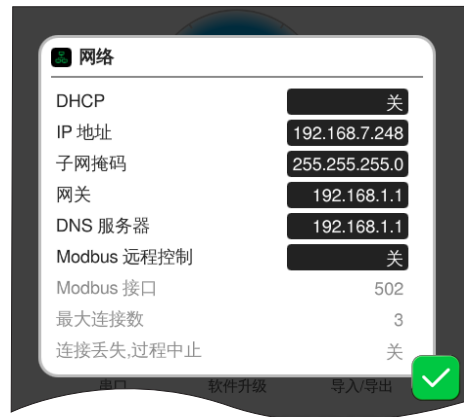 网络
DHCP 关
IP 地址 192.168.7.248
子网掩码 255.255.255.0
网关 192.168.1.1
DNS 服务器 192.168.1.1
Modbus 远程控制 关
Modbus 接口 502
最大连接数 3
连接丢失,过程中止 关
串口 软件升级 导入/导出